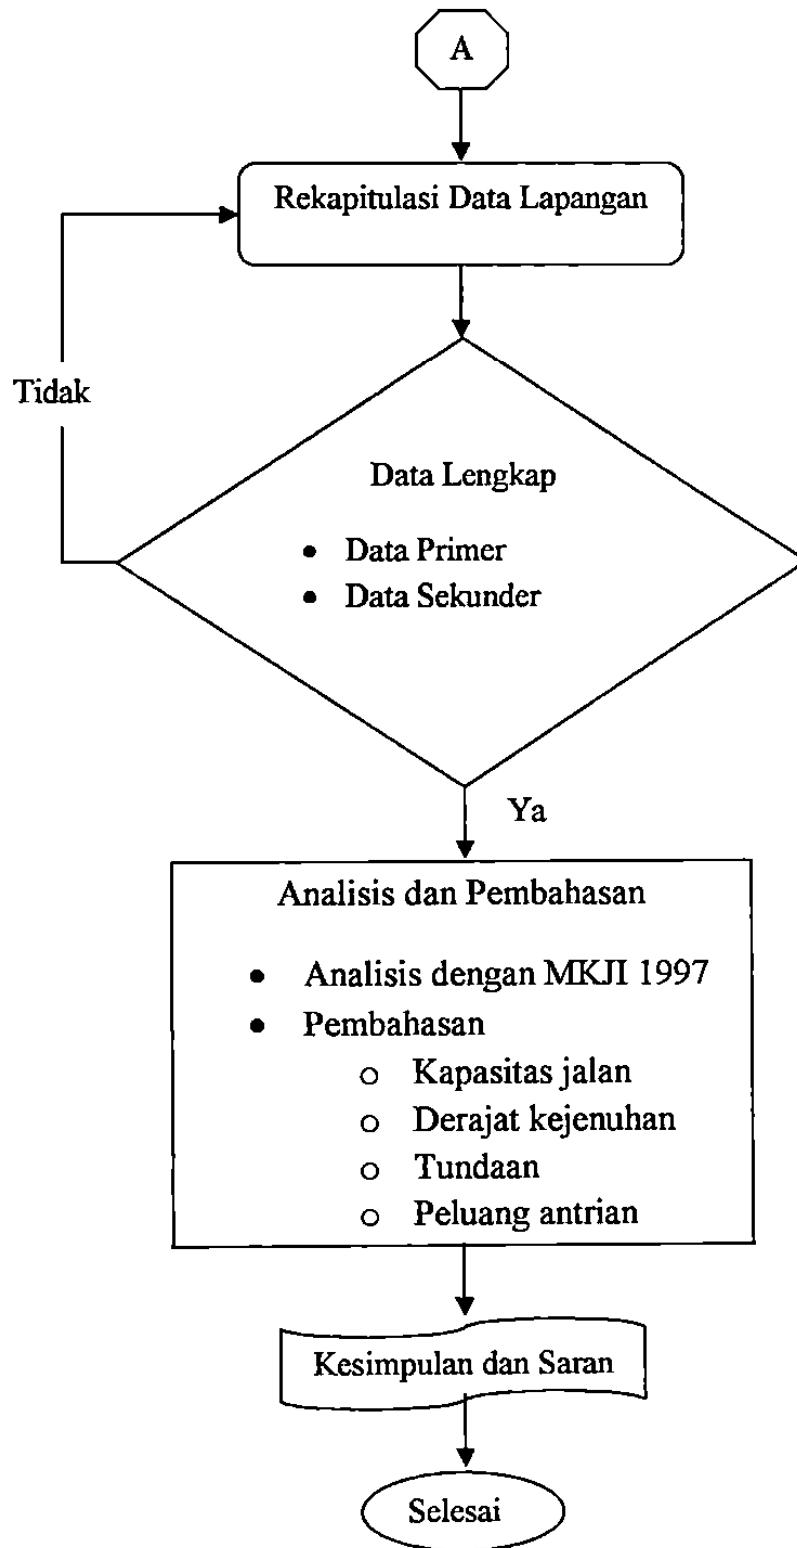 A
Rekapitulasi Data Lapangan
Tidak
Data Lengkap
• Data Primer
• Data Sekunder
Ya
Analisis dan Pembahasan
• Analisis dengan MKJI 1997
• Pembahasan
o Kapasitas jalan
o Derajat kejenuhan
o Tundaan
o Peluang antrian
Kesimpulan dan Saran
Selesai